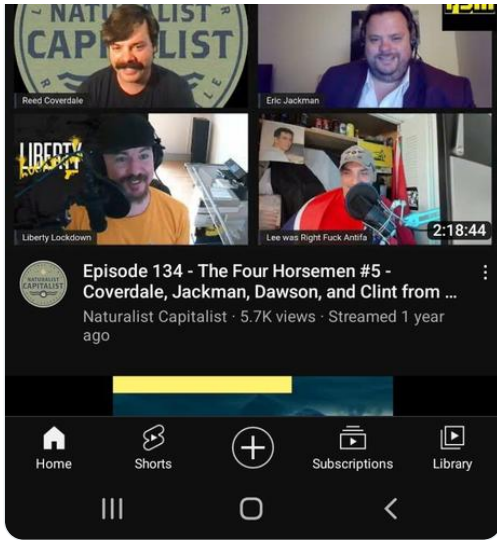 NATURALIST
CAPITALIST
Reed Coverdale
Eric Jackman
LIBERTY
Liberty Lockdown
Lee was Right Fuck Antifa
2:18:44
NATURALIST
CAPITALIST
Episode 134 - The Four Horsemen #5 -
Coverdale, Jackman, Dawson, and Clint from ...
Naturalist Capitalist · 5.7K views · Streamed 1 year
ago
Home
Shorts
Subscriptions
Library